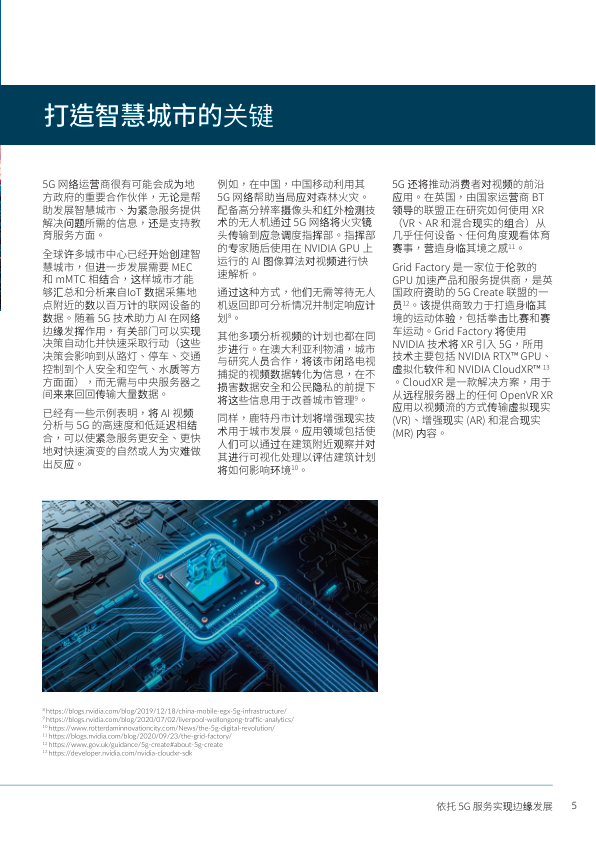 打造智慧城市的关键
5G 网络运营商很有可能会成为地
方政府的重要合作伙伴，无论是帮
助发展智慧城市、为紧急服务提供
解决问题所需的信息，还是支持教
育服务方面。
全球许多城市中心已经开始创建智
慧城市，但进一步发展需要 MEC
和 mMTC 相结合，这样城市才能
够汇总和分析来自IoT 数据采集地
点附近的数以百万计的联网设备的
数据。随着 5G 技术助力 AI 在网络
边缘发挥作用，有关部门可以实现
决策自动化并快速采取行动（这些
决策会影响到从路灯、停车、交通
控制到个人安全和空气、水质等方
方面面），而无需与中央服务器之
间来来回回传输大量数据。
已经有一些示例表明，将 AI 视频
分析与 5G 的高速度和低延迟相结
合，可以使紧急服务更安全、更快
地对快速演变的自然或人为灾难做
出反应。
例如，在中国，中国移动利用其
5G 网络帮助当局应对森林火灾。
配备高分辨率摄像头和红外检测技
术的无人机通过 5G 网络将火灾镜
头传输到应急调度指挥部。指挥部
的专家随后使用在 NVIDIA GPU 上
运行的 AI 图像算法对视频进行快
速解析。
通过这种方式，他们无需等待无人
机返回即可分析情况并制定响应计
划⁸。
其他多项分析视频的计划也都在同
步进行。在澳大利亚利物浦，城市
与研究人员合作，将该市闭路电视
捕捉的视频数据转化为信息，在不
损害数据安全和公民隐私的前提下
将这些信息用于改善城市管理⁹。
同样，鹿特丹市计划将增强现实技
术用于城市发展。应用领域包括使
人们可以通过在建筑附近观察并对
其进行可视化处理以评估建筑计划
将如何影响环境¹⁰。
5G 还将推动消费者对视频的前沿
应用。在英国，由国家运营商 BT
领导的联盟正在研究如何使用 XR
（VR、AR 和混合现实的组合）从
几乎任何设备、任何角度观看体育
赛事，营造身临其境之感¹¹。
Grid Factory 是一家位于伦敦的
GPU 加速产品和服务提供商，是英
国政府资助的 5G Create 联盟的一
员¹²。该提供商致力于打造身临其
境的运动体验，包括拳击比赛和赛
车运动。Grid Factory 将使用
NVIDIA 技术将 XR 引入 5G，所用
技术主要包括 NVIDIA RTX™ GPU、
虚拟化软件和 NVIDIA CloudXR™ ¹³
。CloudXR 是一款解决方案，用于
从远程服务器上的任何 OpenVR XR
应用以视频流的方式传输虚拟现实
(VR)、增强现实 (AR) 和混合现实
(MR) 内容。
5G
⁸ https://blogs.nvidia.com/blog/2019/12/18/china-mobile-egx-5g-infrastructure/
⁹ https://blogs.nvidia.com/blog/2020/07/02/liverpool-wollongong-traffic-analytics/
¹⁰ https://www.rotterdaminnovationcity.com/News/the-5g-digital-revolution/
¹¹ https://blogs.nvidia.com/blog/2020/09/23/the-grid-factory/
¹² https://www.gov.uk/guidance/5g-create#about-5g-create
¹³ https://developer.nvidia.com/nvidia-cloudxr-sdk
依托 5G 服务实现边缘发展 5